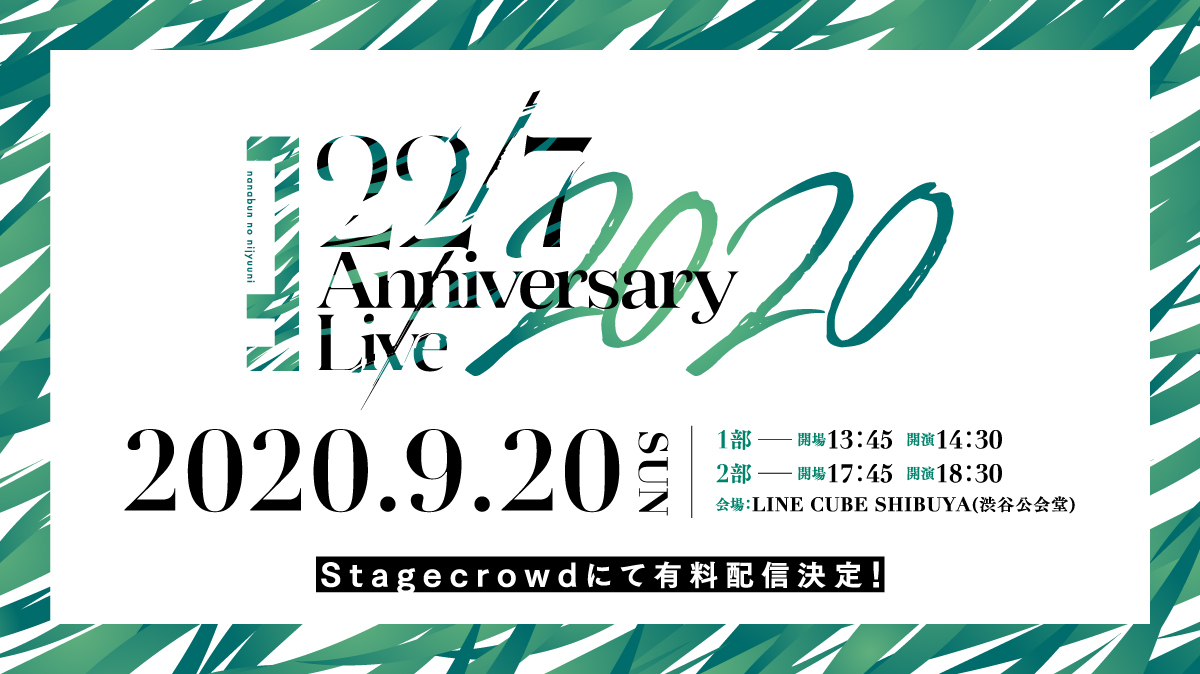 nanabun no nijyuuni
22/7
Anniversary
Live
2020
2020.9.20 SUN
1部 ── 開場13:45 開演14:30
2部 ── 開場17:45 開演18:30
会場:LINE CUBE SHIBUYA(渋谷公会堂)
Stagecrowdにて有料配信決定!